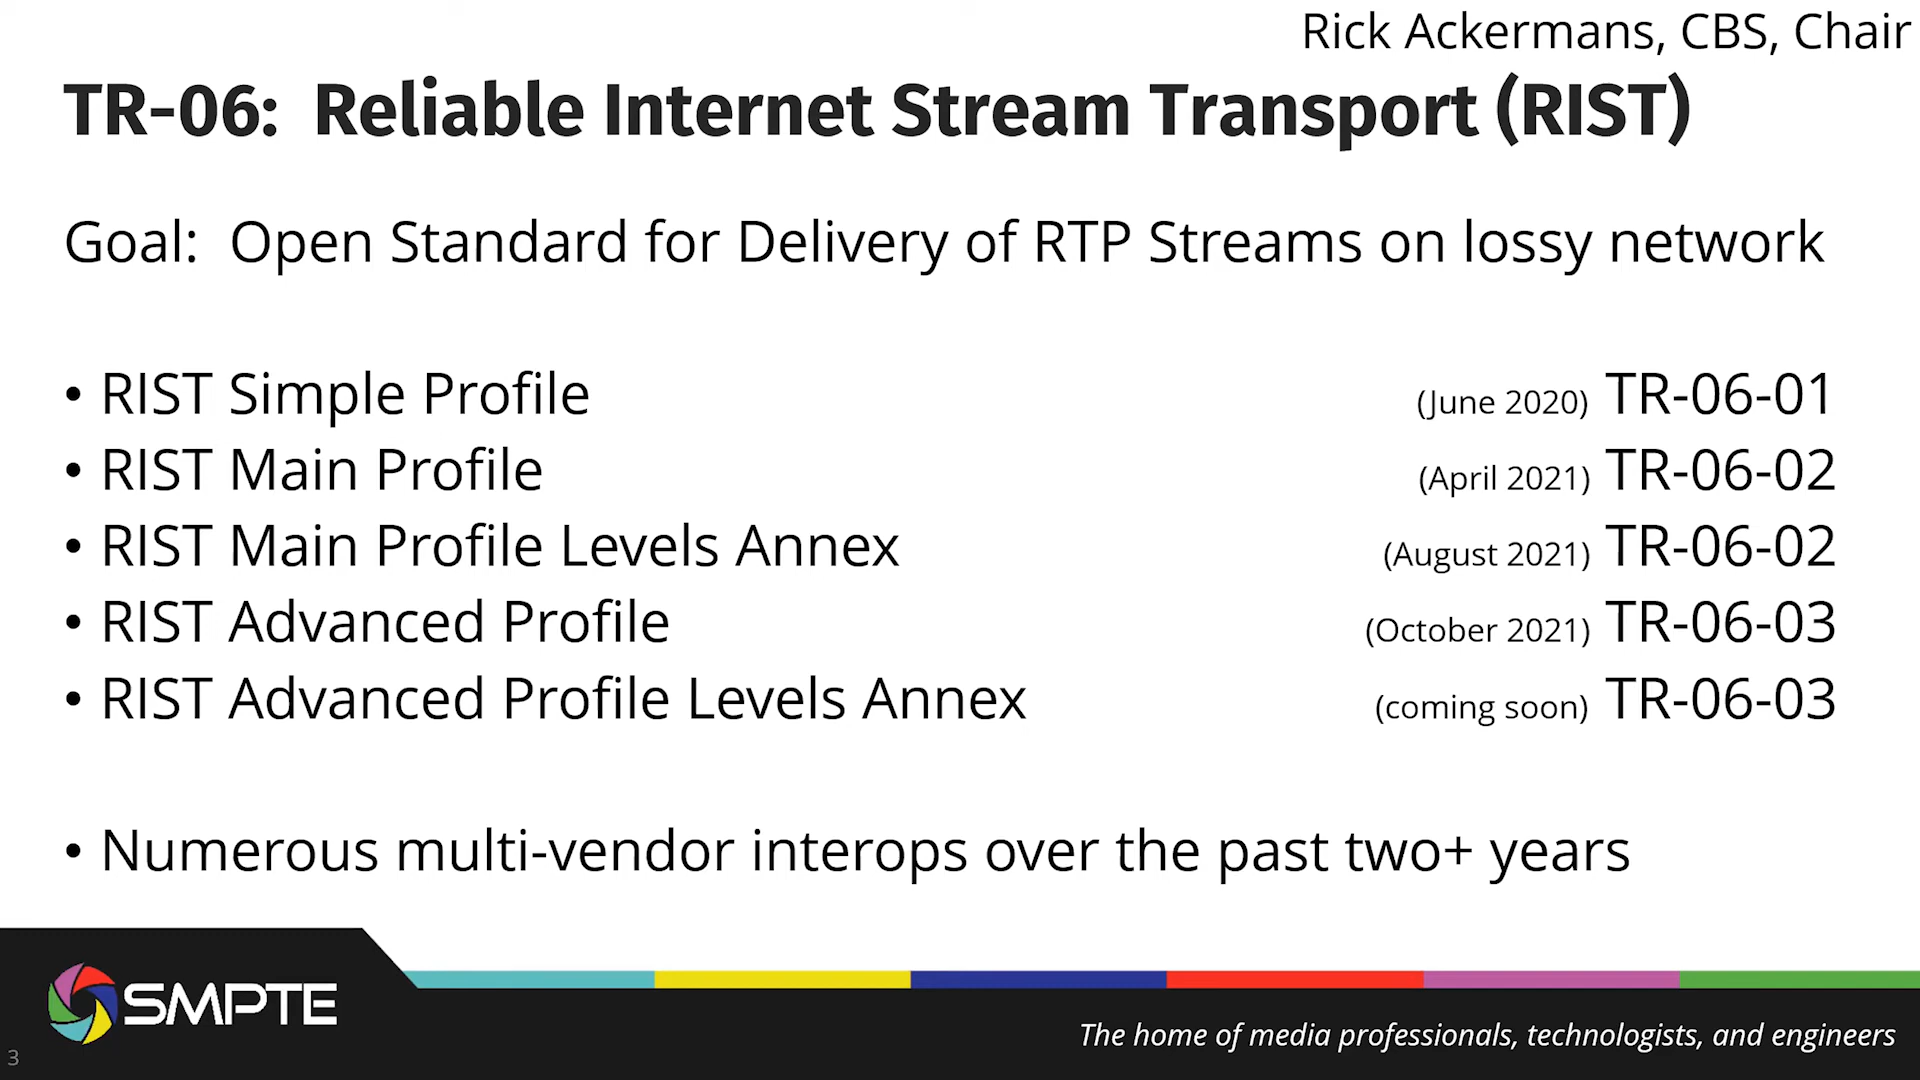 Rick Ackermans, CBS, Chair
TR-06:  Reliable Internet Stream Transport (RIST)
Goal:  Open Standard for Delivery of RTP Streams on lossy network
• RIST Simple Profile (June 2020) TR-06-01
• RIST Main Profile (April 2021) TR-06-02
• RIST Main Profile Levels Annex (August 2021) TR-06-02
• RIST Advanced Profile (October 2021) TR-06-03
• RIST Advanced Profile Levels Annex (coming soon) TR-06-03
• Numerous multi-vendor interops over the past two+ years
SMPTE
The home of media professionals, technologists, and engineers
3